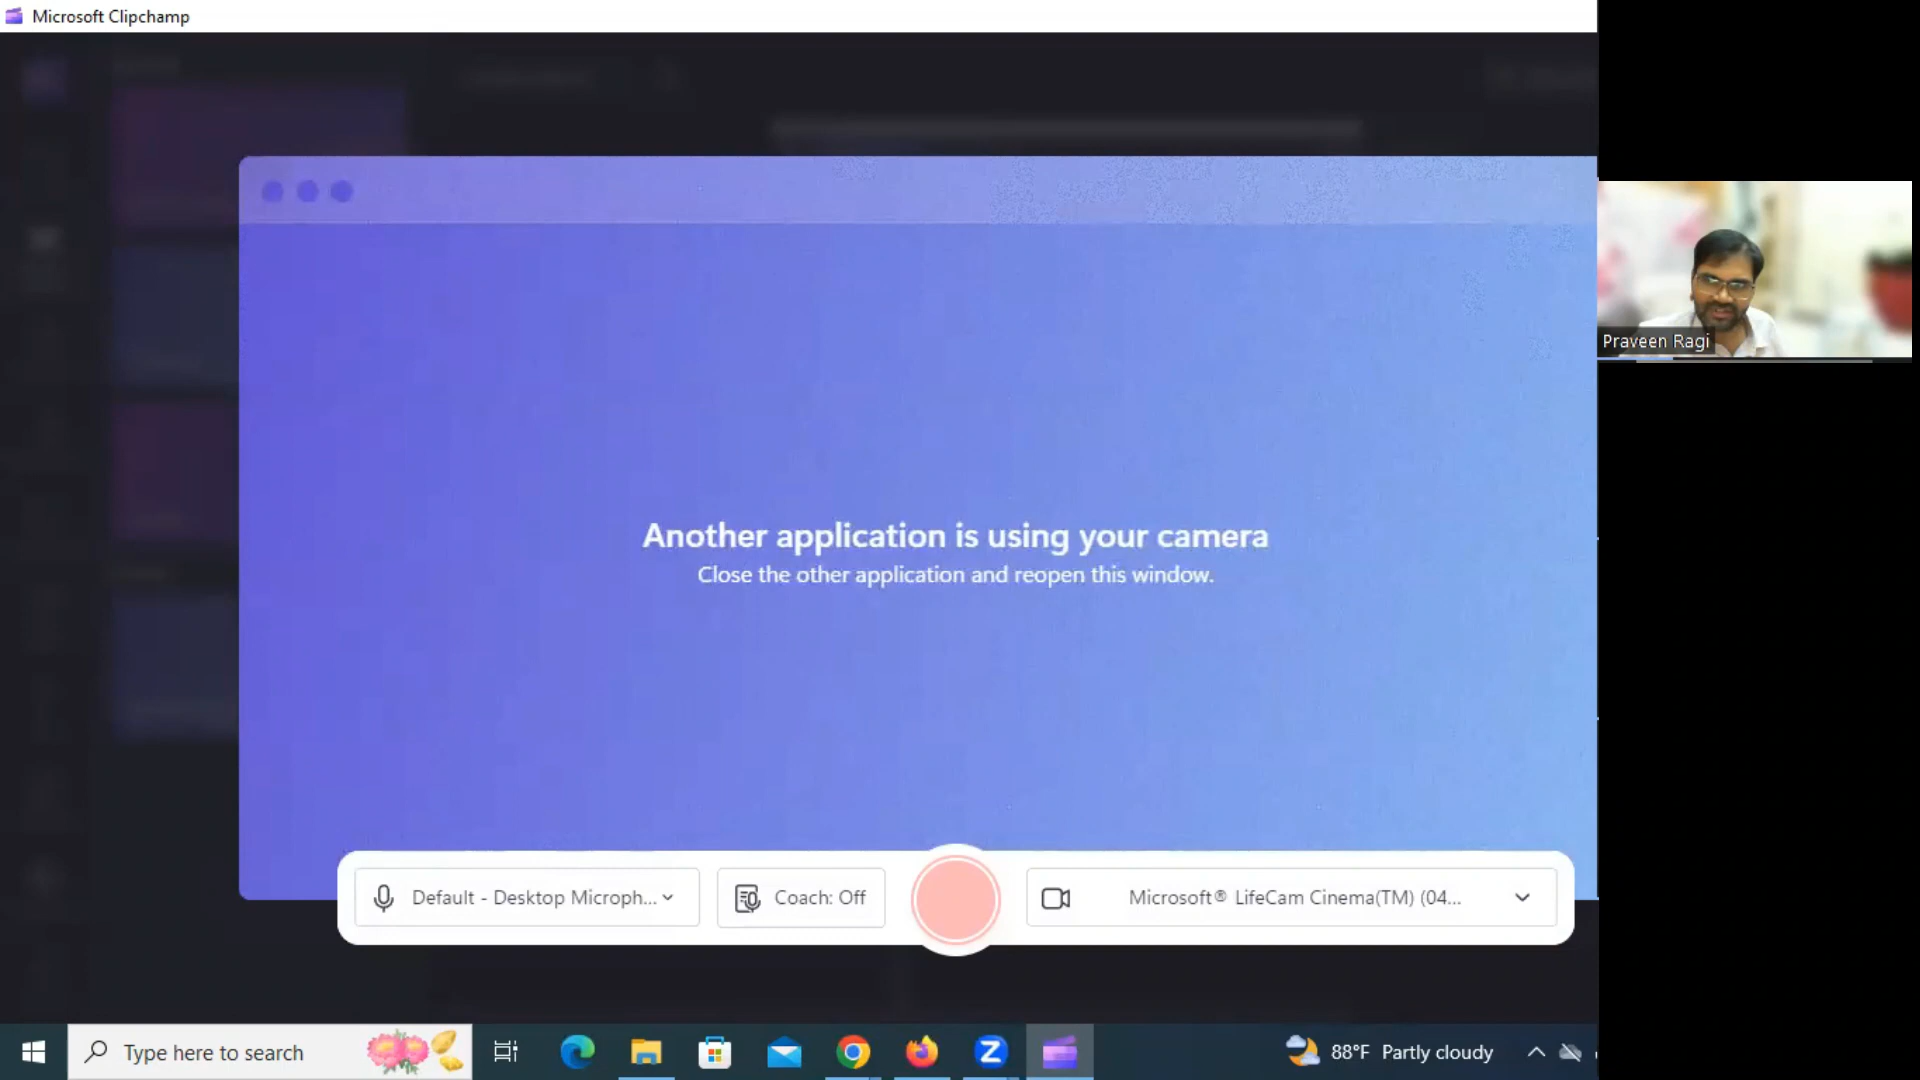 Microsoft Clipchamp
Another application is using your camera
Close the other application and reopen this window.
Praveen Ragi
Default - Desktop Microph...
Coach: Off
Microsoft® LifeCam Cinema(TM) (04...
Type here to search
88°F Partly cloudy